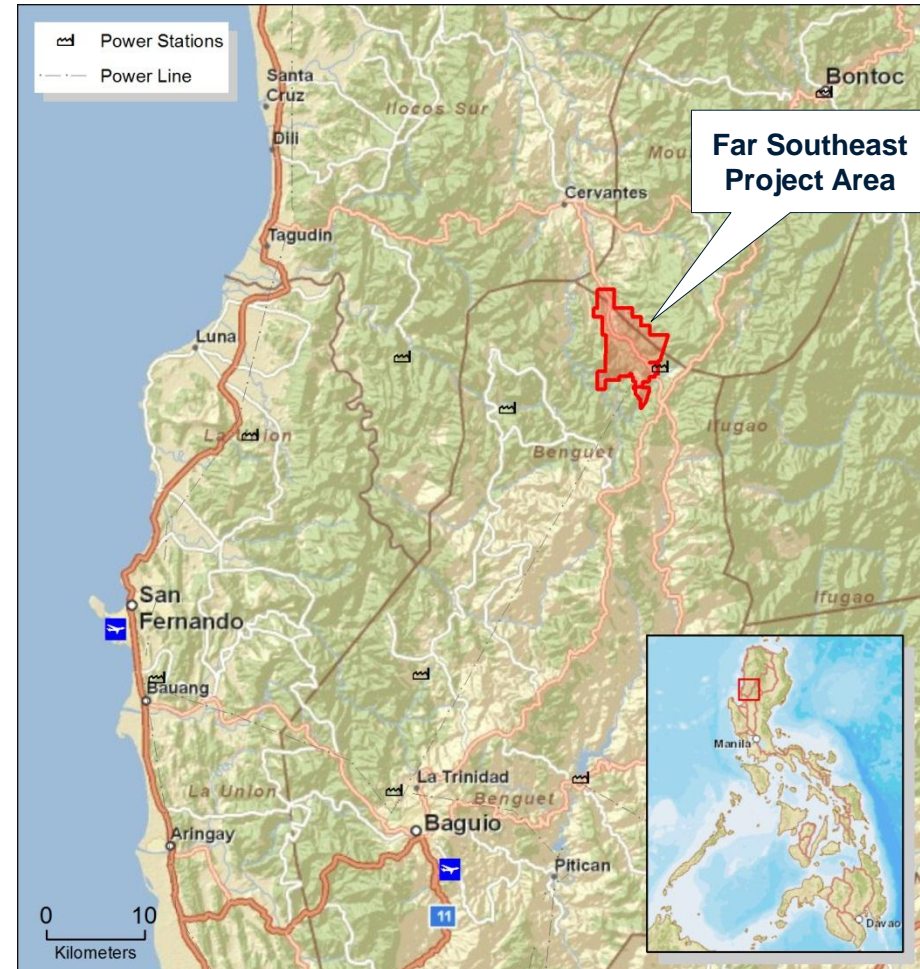 Power Stations
Power Line
Santa
Cruz
Ilocos Sur
Bontoc
Dili
Far Southeast
Project Area
Mou
Cervantes
Tagudin
Luna
La Union
Ifugao
Benguet
San
Fernando
Ifugao
Bauang
Manila
La Trinidad
La Union
Benguet
Baguio
Aringay
Pitican
0 10
Kilometers
11
Davao